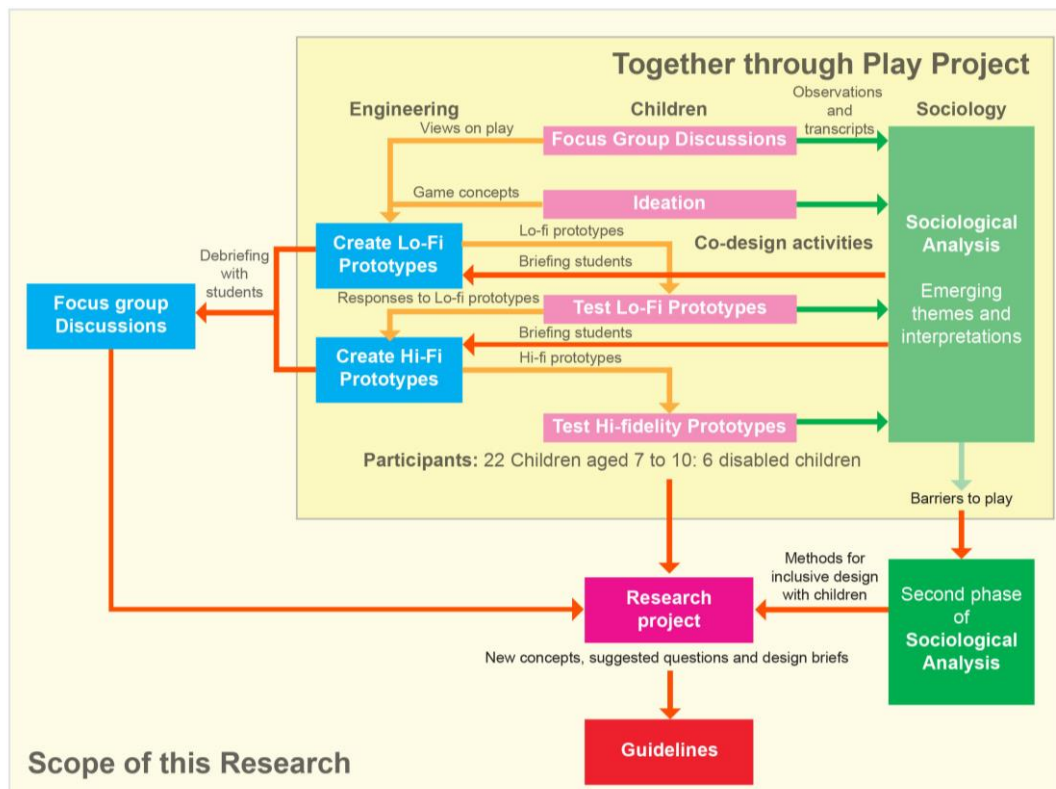 Together through Play Project
Engineering
Children
Observations
and
transcripts
Sociology
Views on play
Focus Group Discussions
Game concepts
Ideation
Create Lo-Fi
Prototypes
Lo-fi prototypes
Co-design activities
Sociological
Analysis
Emerging
themes and
interpretations
Debriefing
with
students
Briefing students
Focus group
Discussions
Responses to Lo-fi prototypes
Test Lo-Fi Prototypes
Briefing students
Create Hi-Fi
Prototypes
Hi-fi prototypes
Test Hi-fidelity Prototypes
Participants: 22 Children aged 7 to 10: 6 disabled children
Barriers to play
Methods for
inclusive design
with children
Research
project
Second phase
of
Sociological
Analysis
New concepts, suggested questions and design briefs
Guidelines
Scope of this Research